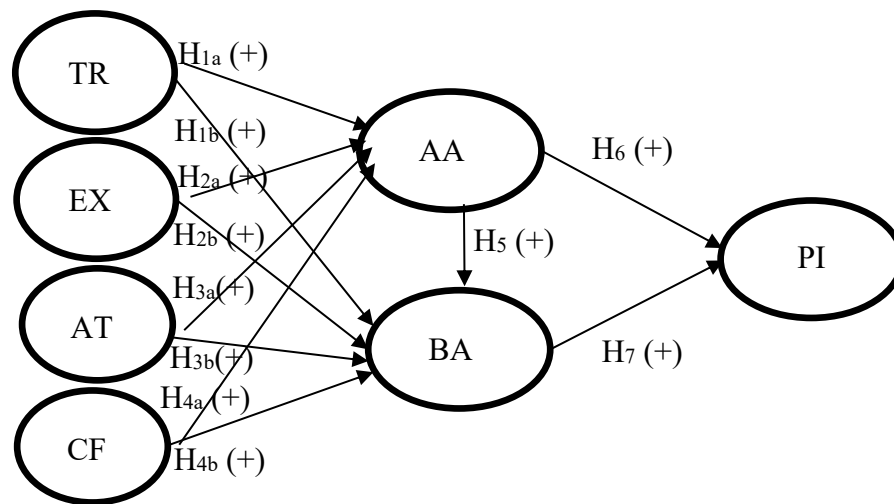 TR
H1a (+)
H1b (+)
AA
H6 (+)
EX
H2a (+)
H2b (+)
H5 (+)
PI
H3a(+)
AT
H3b(+)
BA
H7 (+)
H4a (+)
CF
H4b (+)